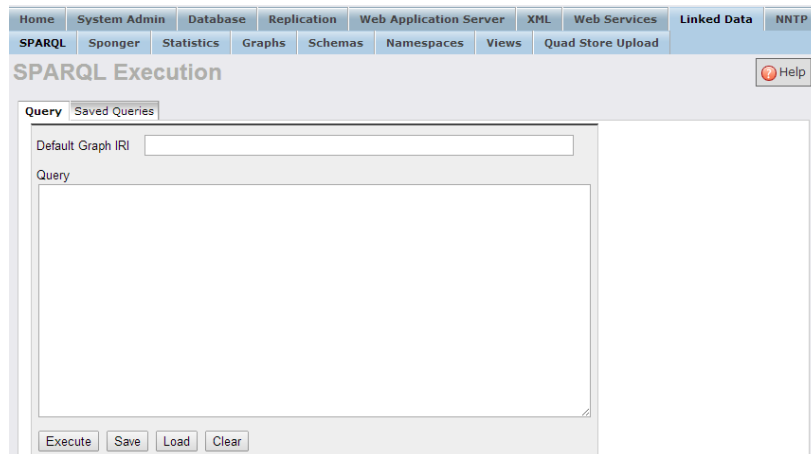 Home System Admin Database Replication Web Application Server XML Web Services Linked Data NNTP
SPARQL Sponger Statistics Graphs Schemas Namespaces Views Quad Store Upload
SPARQL Execution
? Help
Query Saved Queries
Default Graph IRI
Query
Execute Save Load Clear